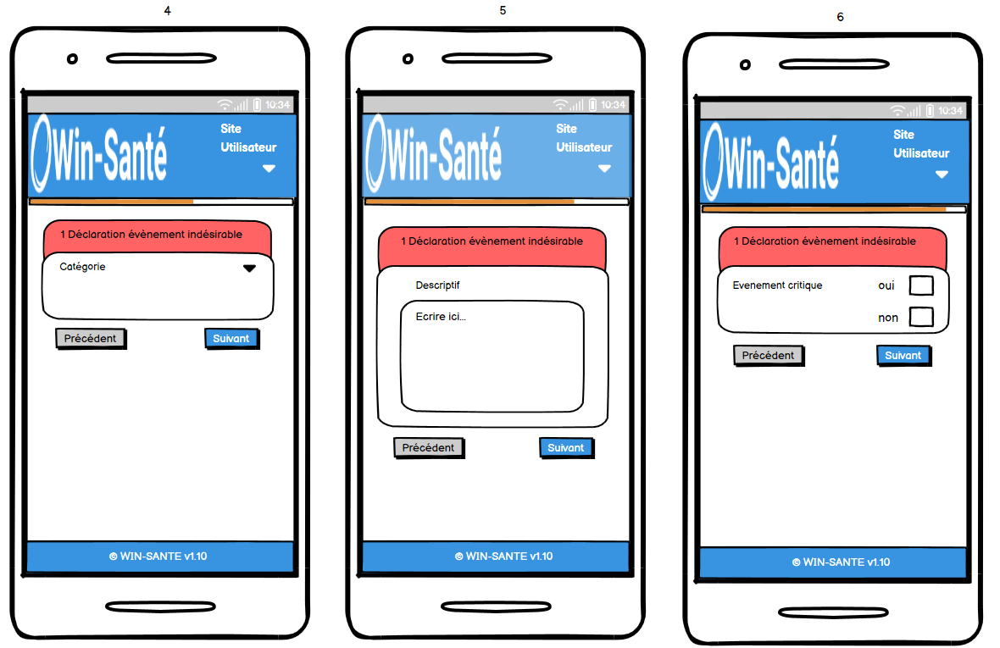 4
10:34
Win-Santé
Site
Utilisateur
1 Déclaration évènement indésirable
Catégorie
Précédent
Suivant
© WIN-SANTE v1.10
5
10:34
Win-Santé
Site
Utilisateur
1 Déclaration évènement indésirable
Descriptif
Ecrire ici...
Précédent
Suivant
© WIN-SANTE v1.10
6
10:34
Win-Santé
Site
Utilisateur
1 Déclaration évènement indésirable
Evenement critique
oui
non
Précédent
Suivant
© WIN-SANTE v1.10